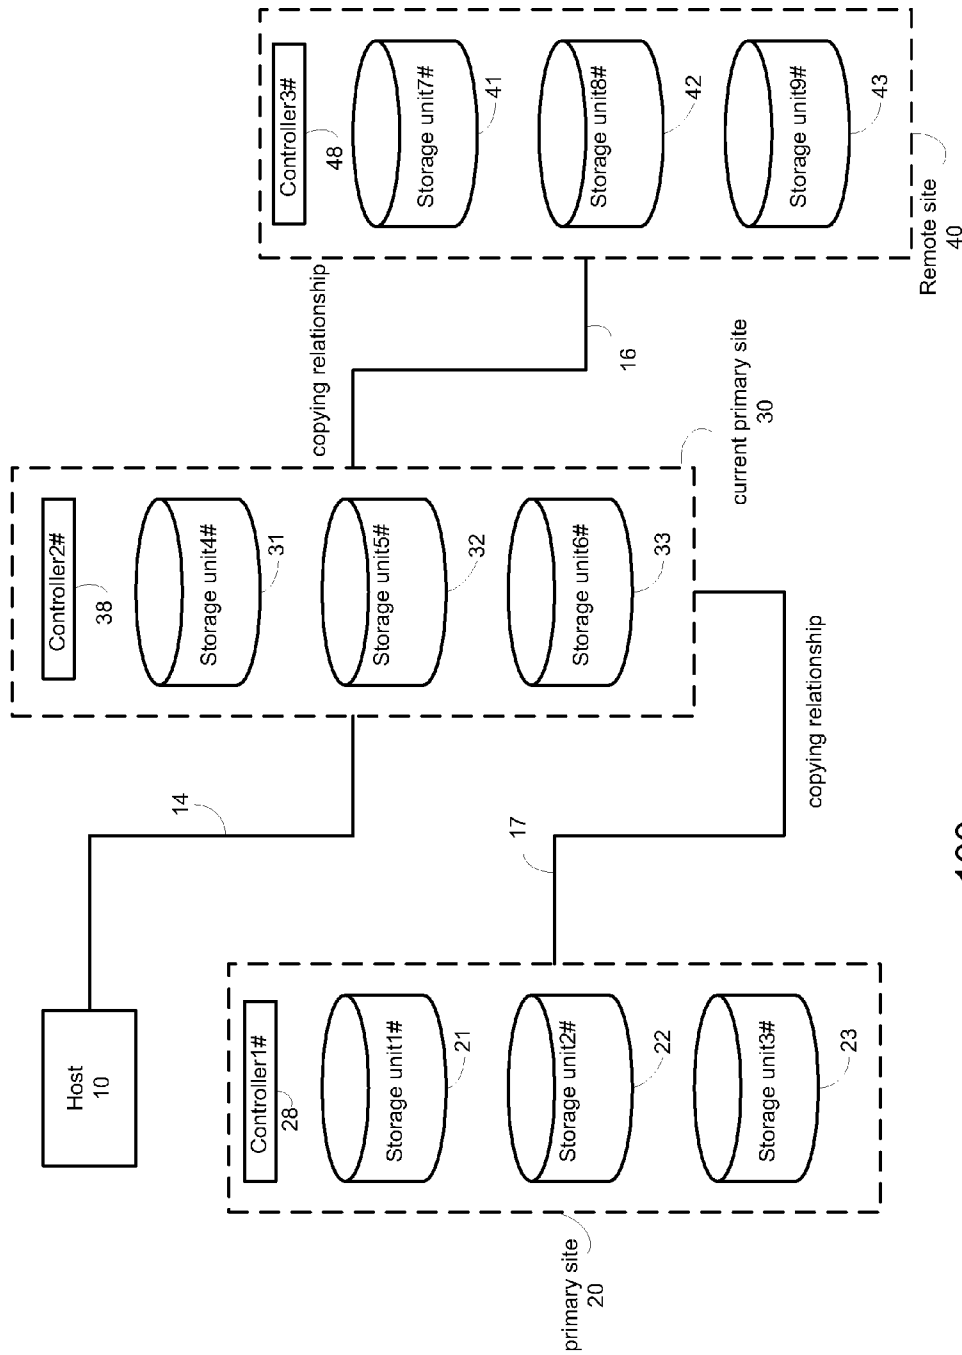 Host
10
14
Controller2#
38
Storage unit4#
31
Storage unit5#
32
Storage unit6#
33
current primary site
30
copying relationship
16
Controller3#
48
Storage unit7#
41
Storage unit8#
42
Storage unit9#
43
Remote site
40
Controller1#
28
Storage unit1#
21
Storage unit2#
22
Storage unit3#
23
primary site
20
17
copying relationship